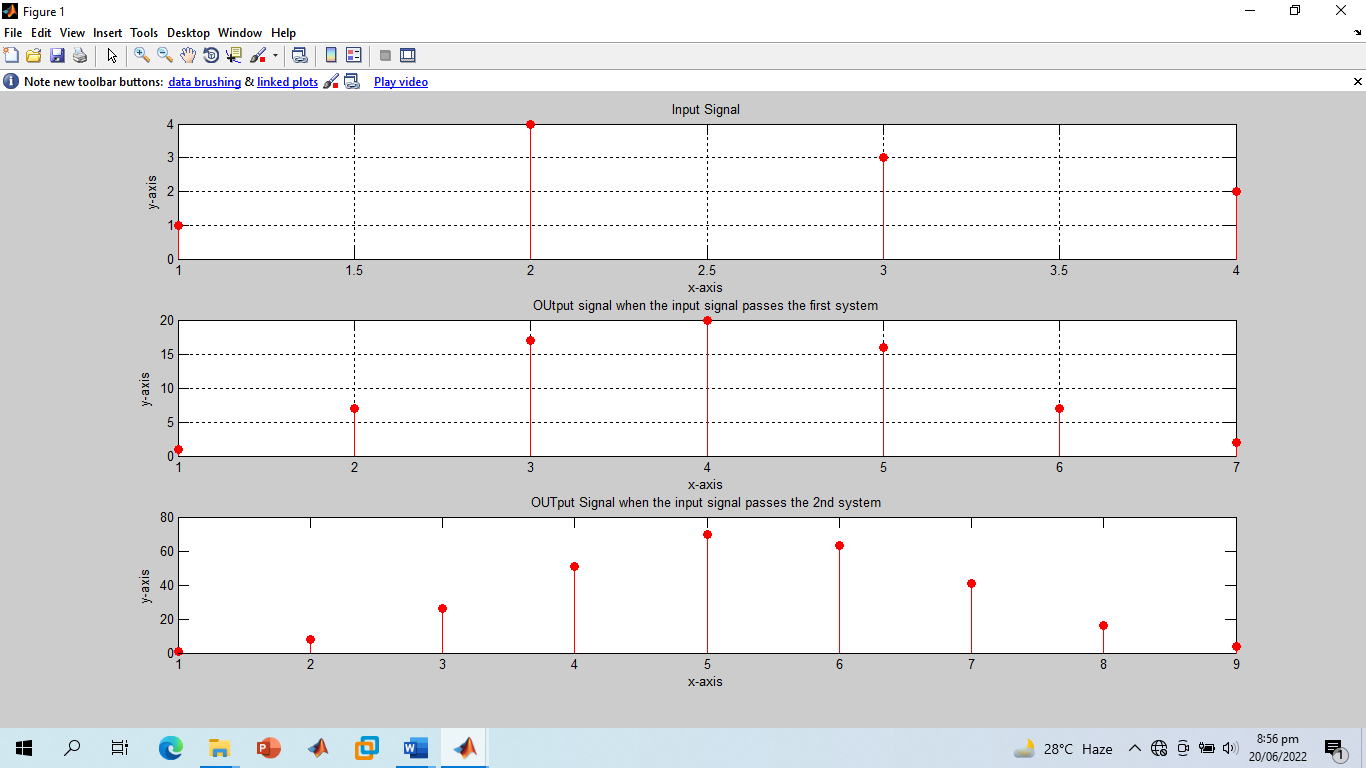 Figure 1
File Edit View Insert Tools Desktop Window Help
Note new toolbar buttons: data brushing & linked plots Play video
Input Signal
4
3
2
1
0
y-axis
1 1.5 2 2.5 3 3.5 4
x-axis
OUtput signal when the input signal passes the first system
20
15
10
5
0
y-axis
1 2 3 4 5 6 7
x-axis
OUTput Signal when the input signal passes the 2nd system
80
60
40
20
0
y-axis
1 2 3 4 5 6 7 8 9
x-axis
28°C Haze
8:56 pm
20/06/2022
1